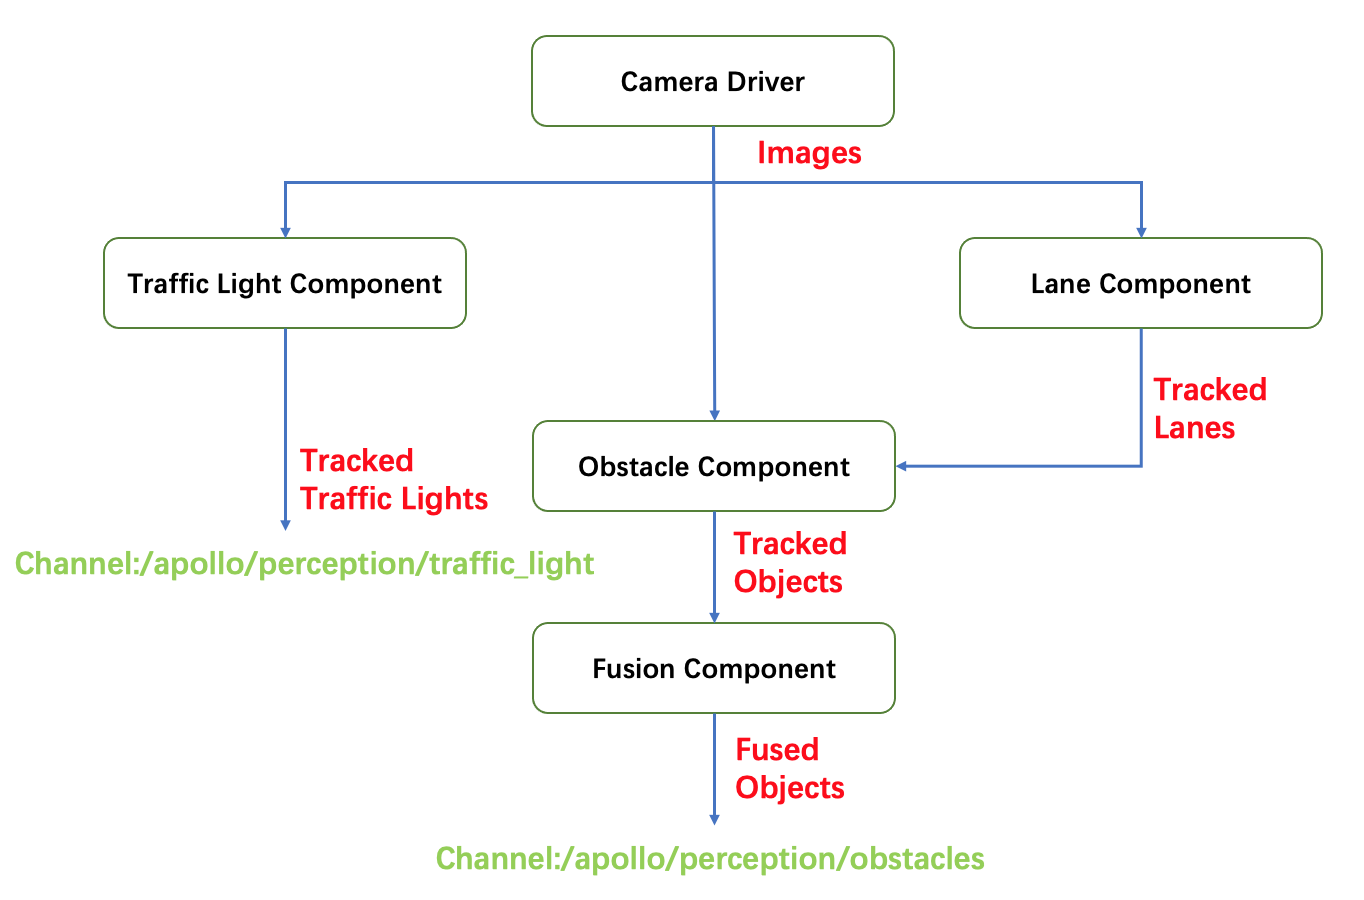 Camera Driver
Images
Traffic Light Component
Lane Component
Tracked
Lanes
Tracked
Traffic Lights
Obstacle Component
Channel:/apollo/perception/traffic_light
Tracked
Objects
Fusion Component
Fused
Objects
Channel:/apollo/perception/obstacles